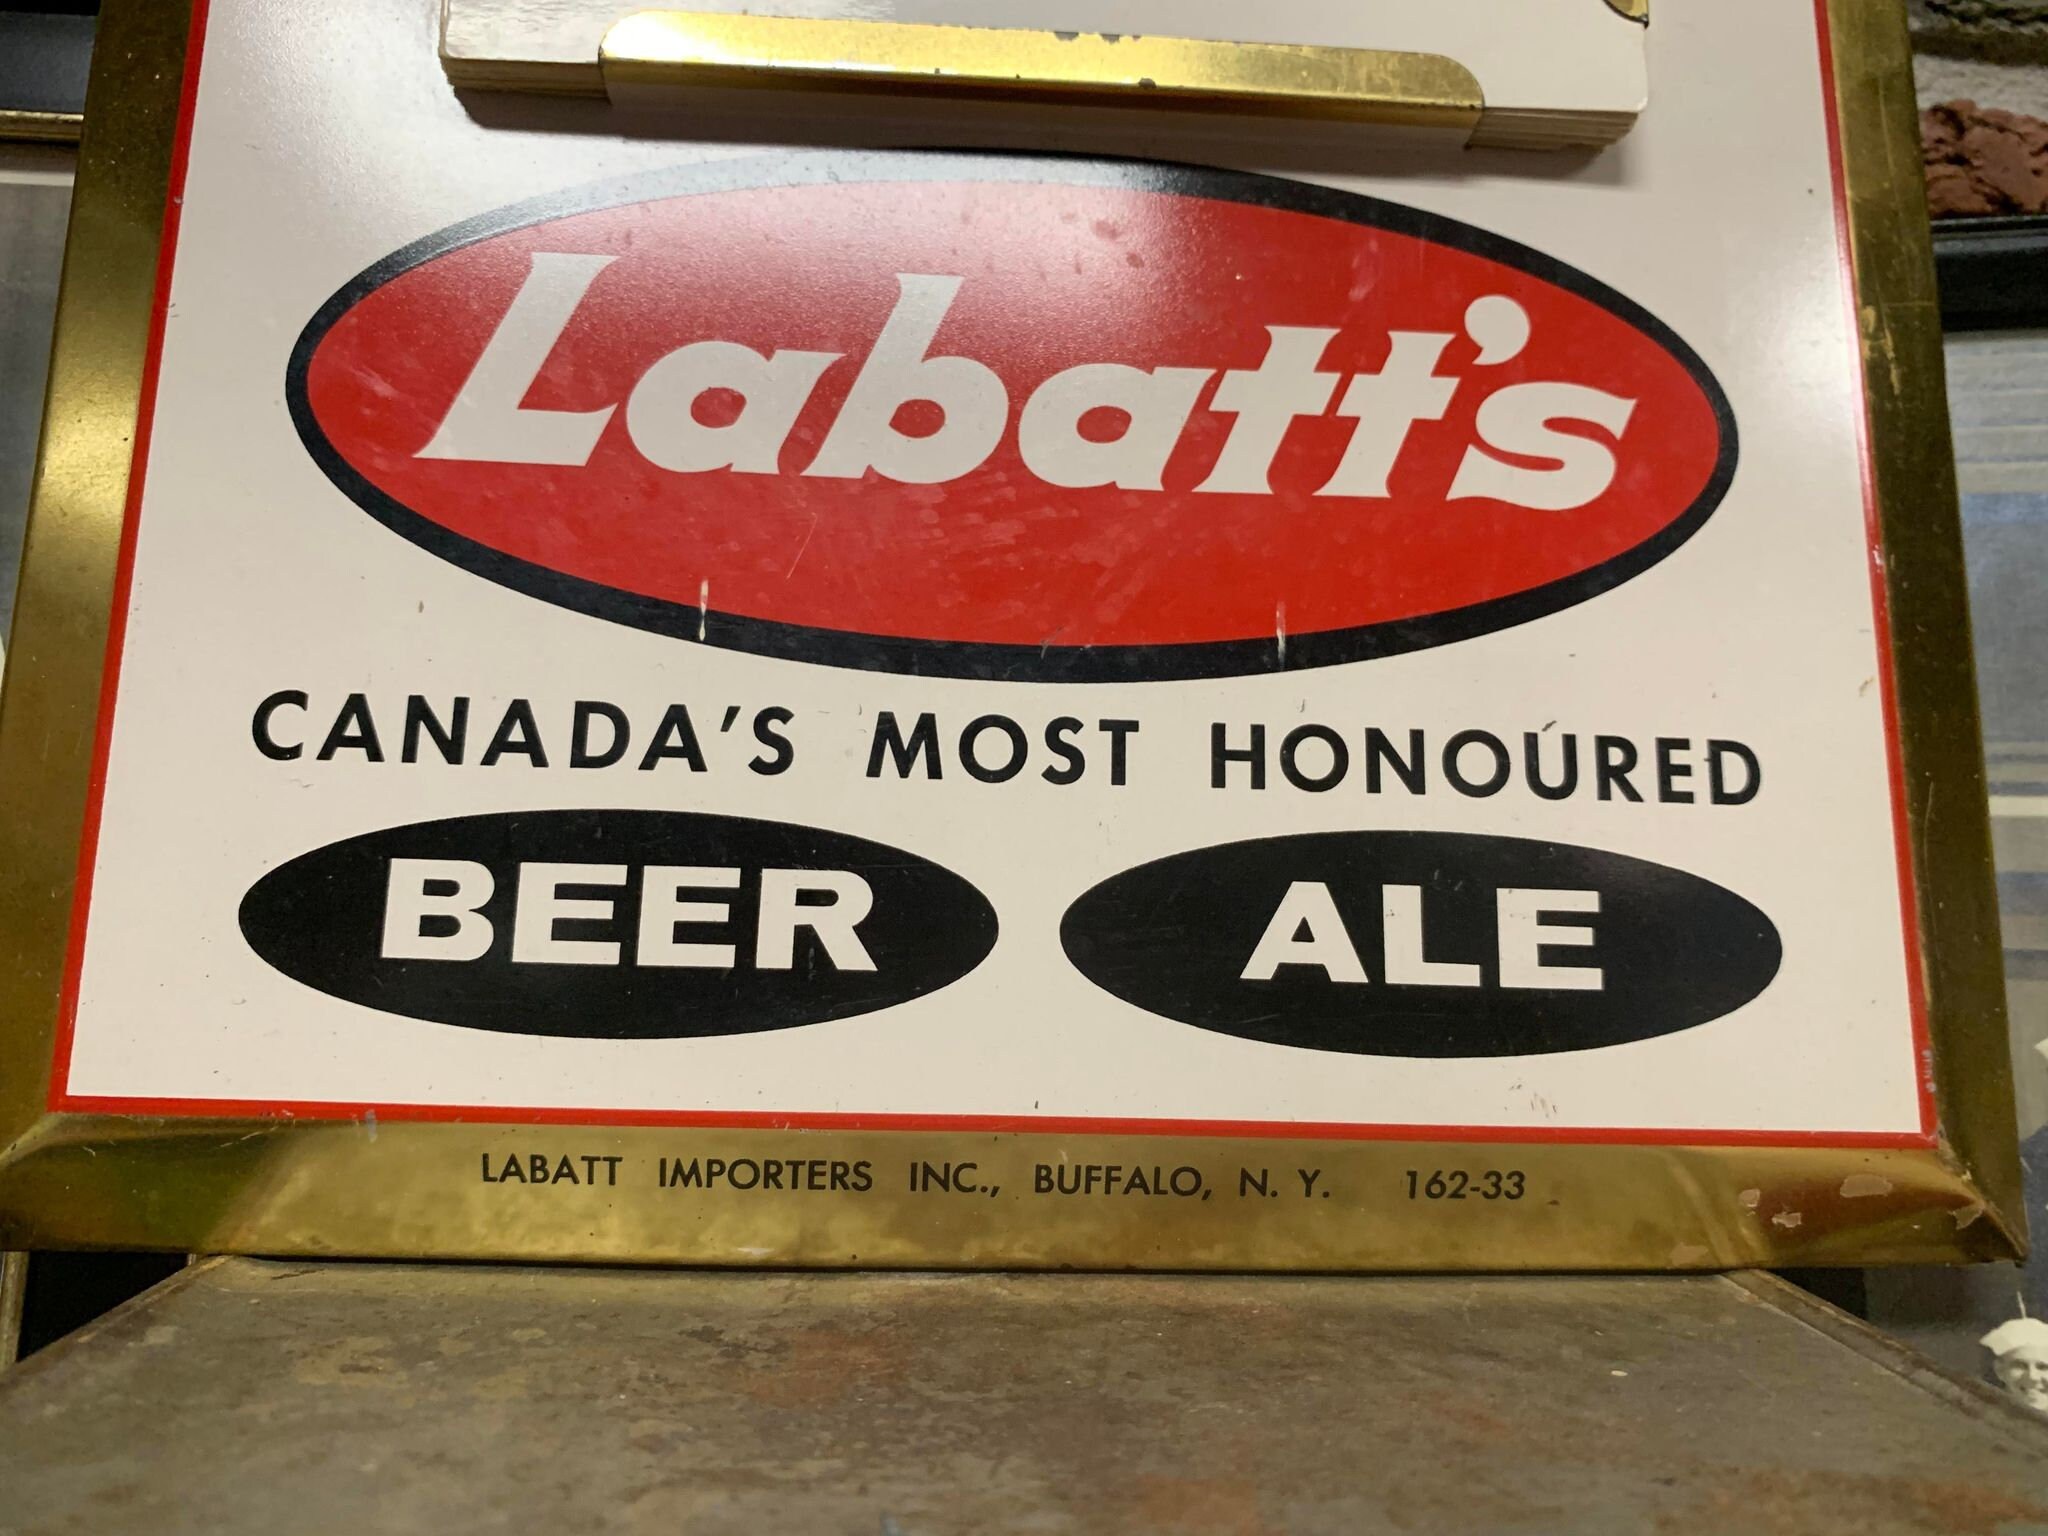 Labatt's
CANADA'S MOST HONOURED
BEER ALE
LABATT IMPORTERS INC., BUFFALO, N. Y. 162-33